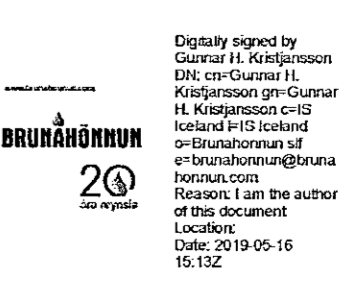 BRUNAHÖNNUN
20
ára reynsla
Digitally signed by
Gunnar H. Kristjansson
DN: cn=Gunnar H.
Kristjansson gn=Gunnar
H. Kristjansson c=IS
Iceland l=IS Iceland
o=Brunahonnun slf
e=brunahonnun@bruna
honnun.com
Reason: I am the author
of this document
Location:
Date: 2019-05-16
15:13Z